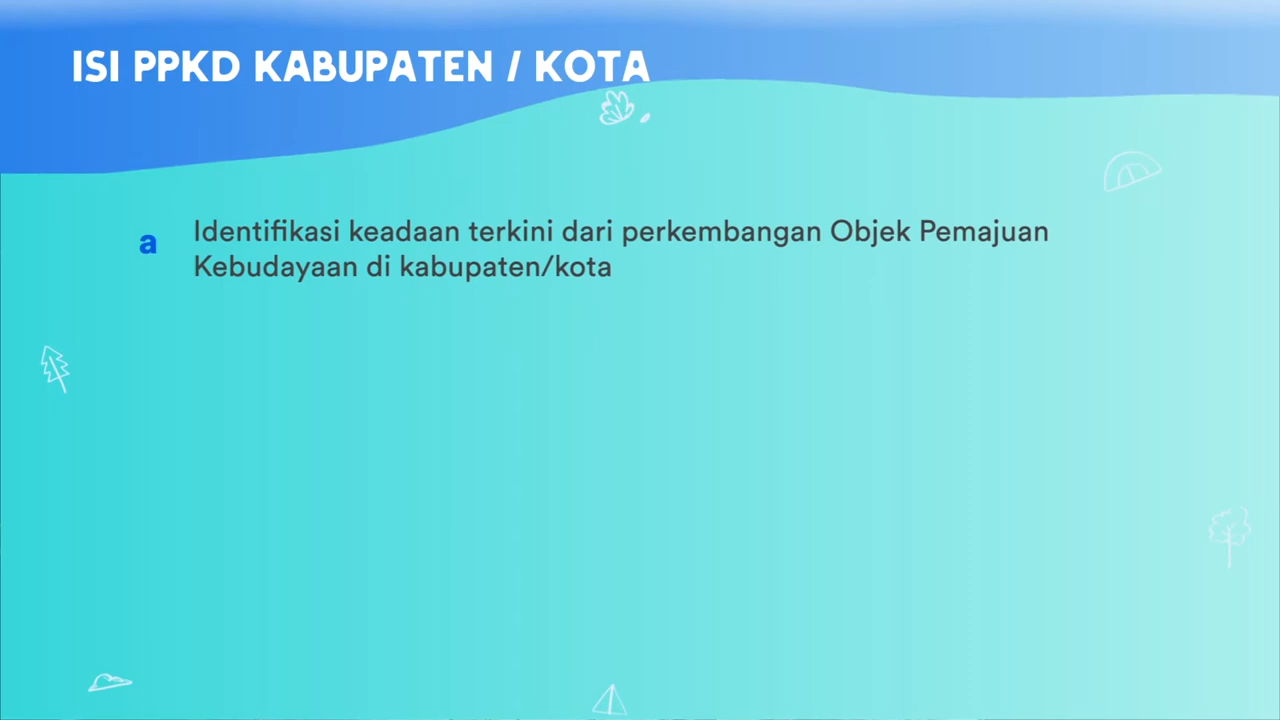 ISI PPKD KABUPATEN / KOTA
a
Identifikasi keadaan terkini dari perkembangan Objek Pemajuan
Kebudayaan di kabupaten/kota